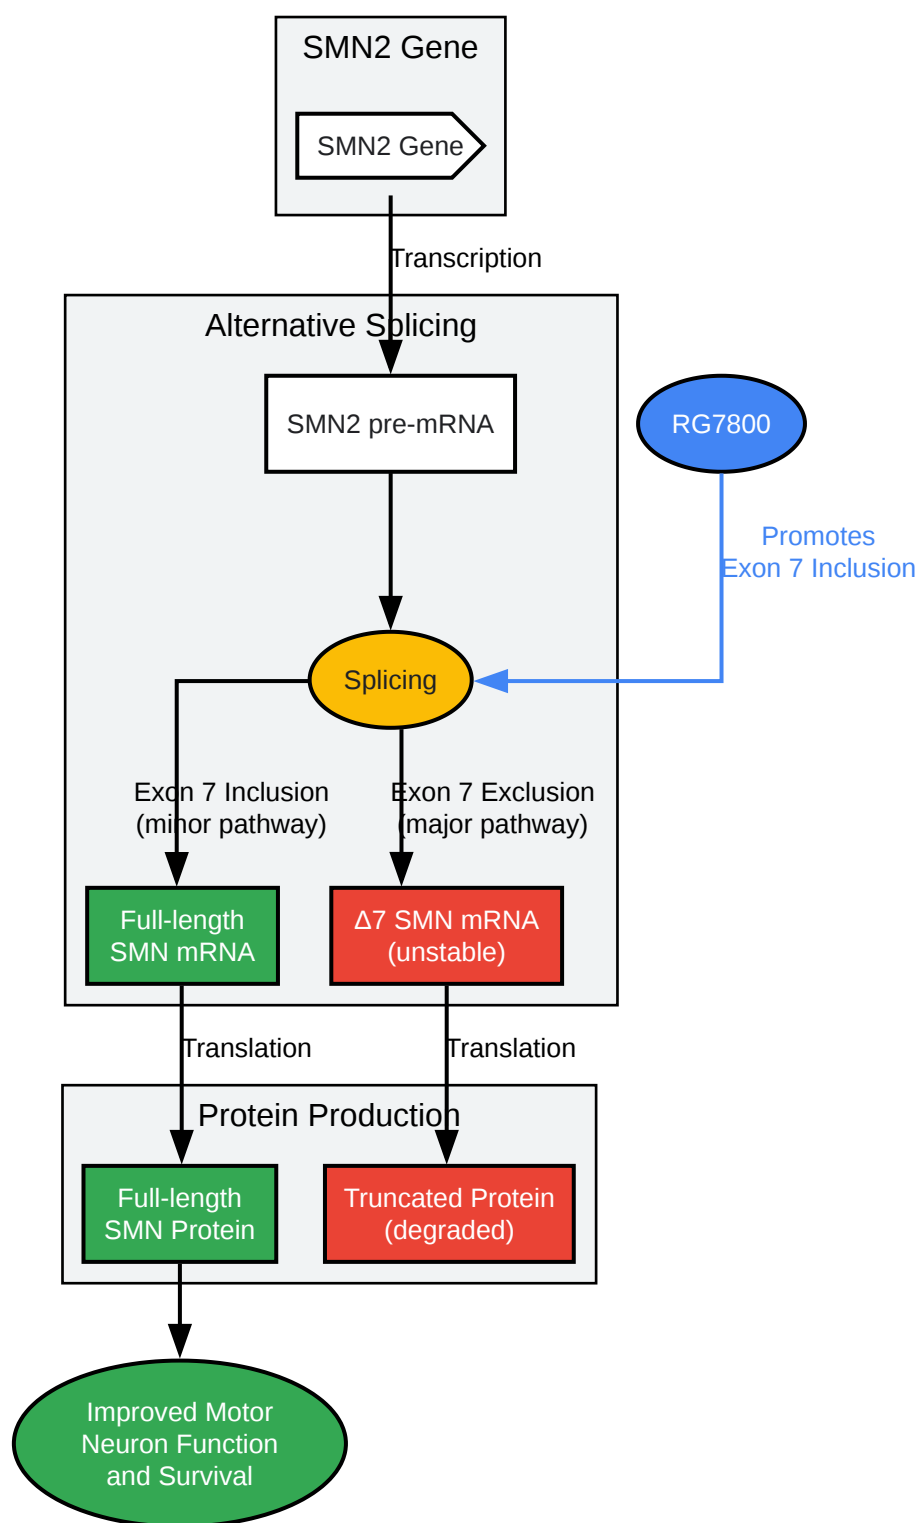 SMN2 Gene
SMN2 Gene
Transcription
Alternative Splicing
SMN2 pre-mRNA
RG7800
Promotes
Exon 7 Inclusion
Splicing
Exon 7 Inclusion
(minor pathway)
Exon 7 Exclusion
(major pathway)
Full-length
SMN mRNA
Δ7 SMN mRNA
(unstable)
Translation
Translation
Protein Production
Full-length
SMN Protein
Truncated Protein
(degraded)
Improved Motor
Neuron Function
and Survival